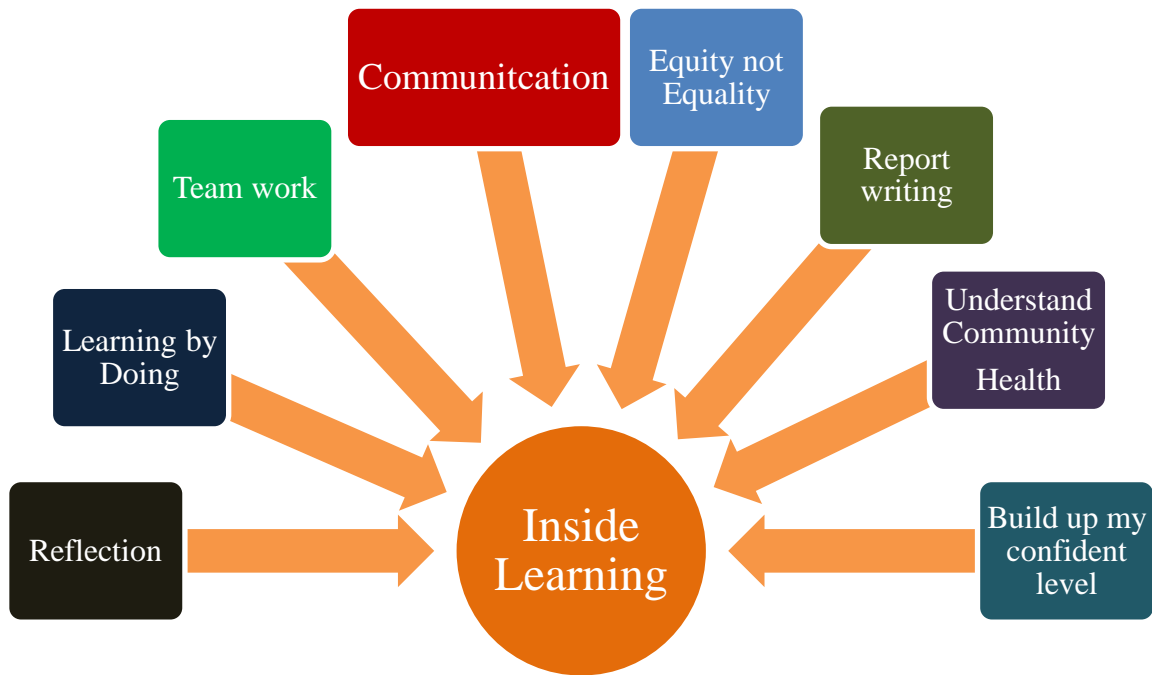 Communitcation
Equity not
Equality
Team work
Report
writing
Learning by
Doing
Understand
Community
Health
Reflection
Inside
Learning
Build up my
confident
level